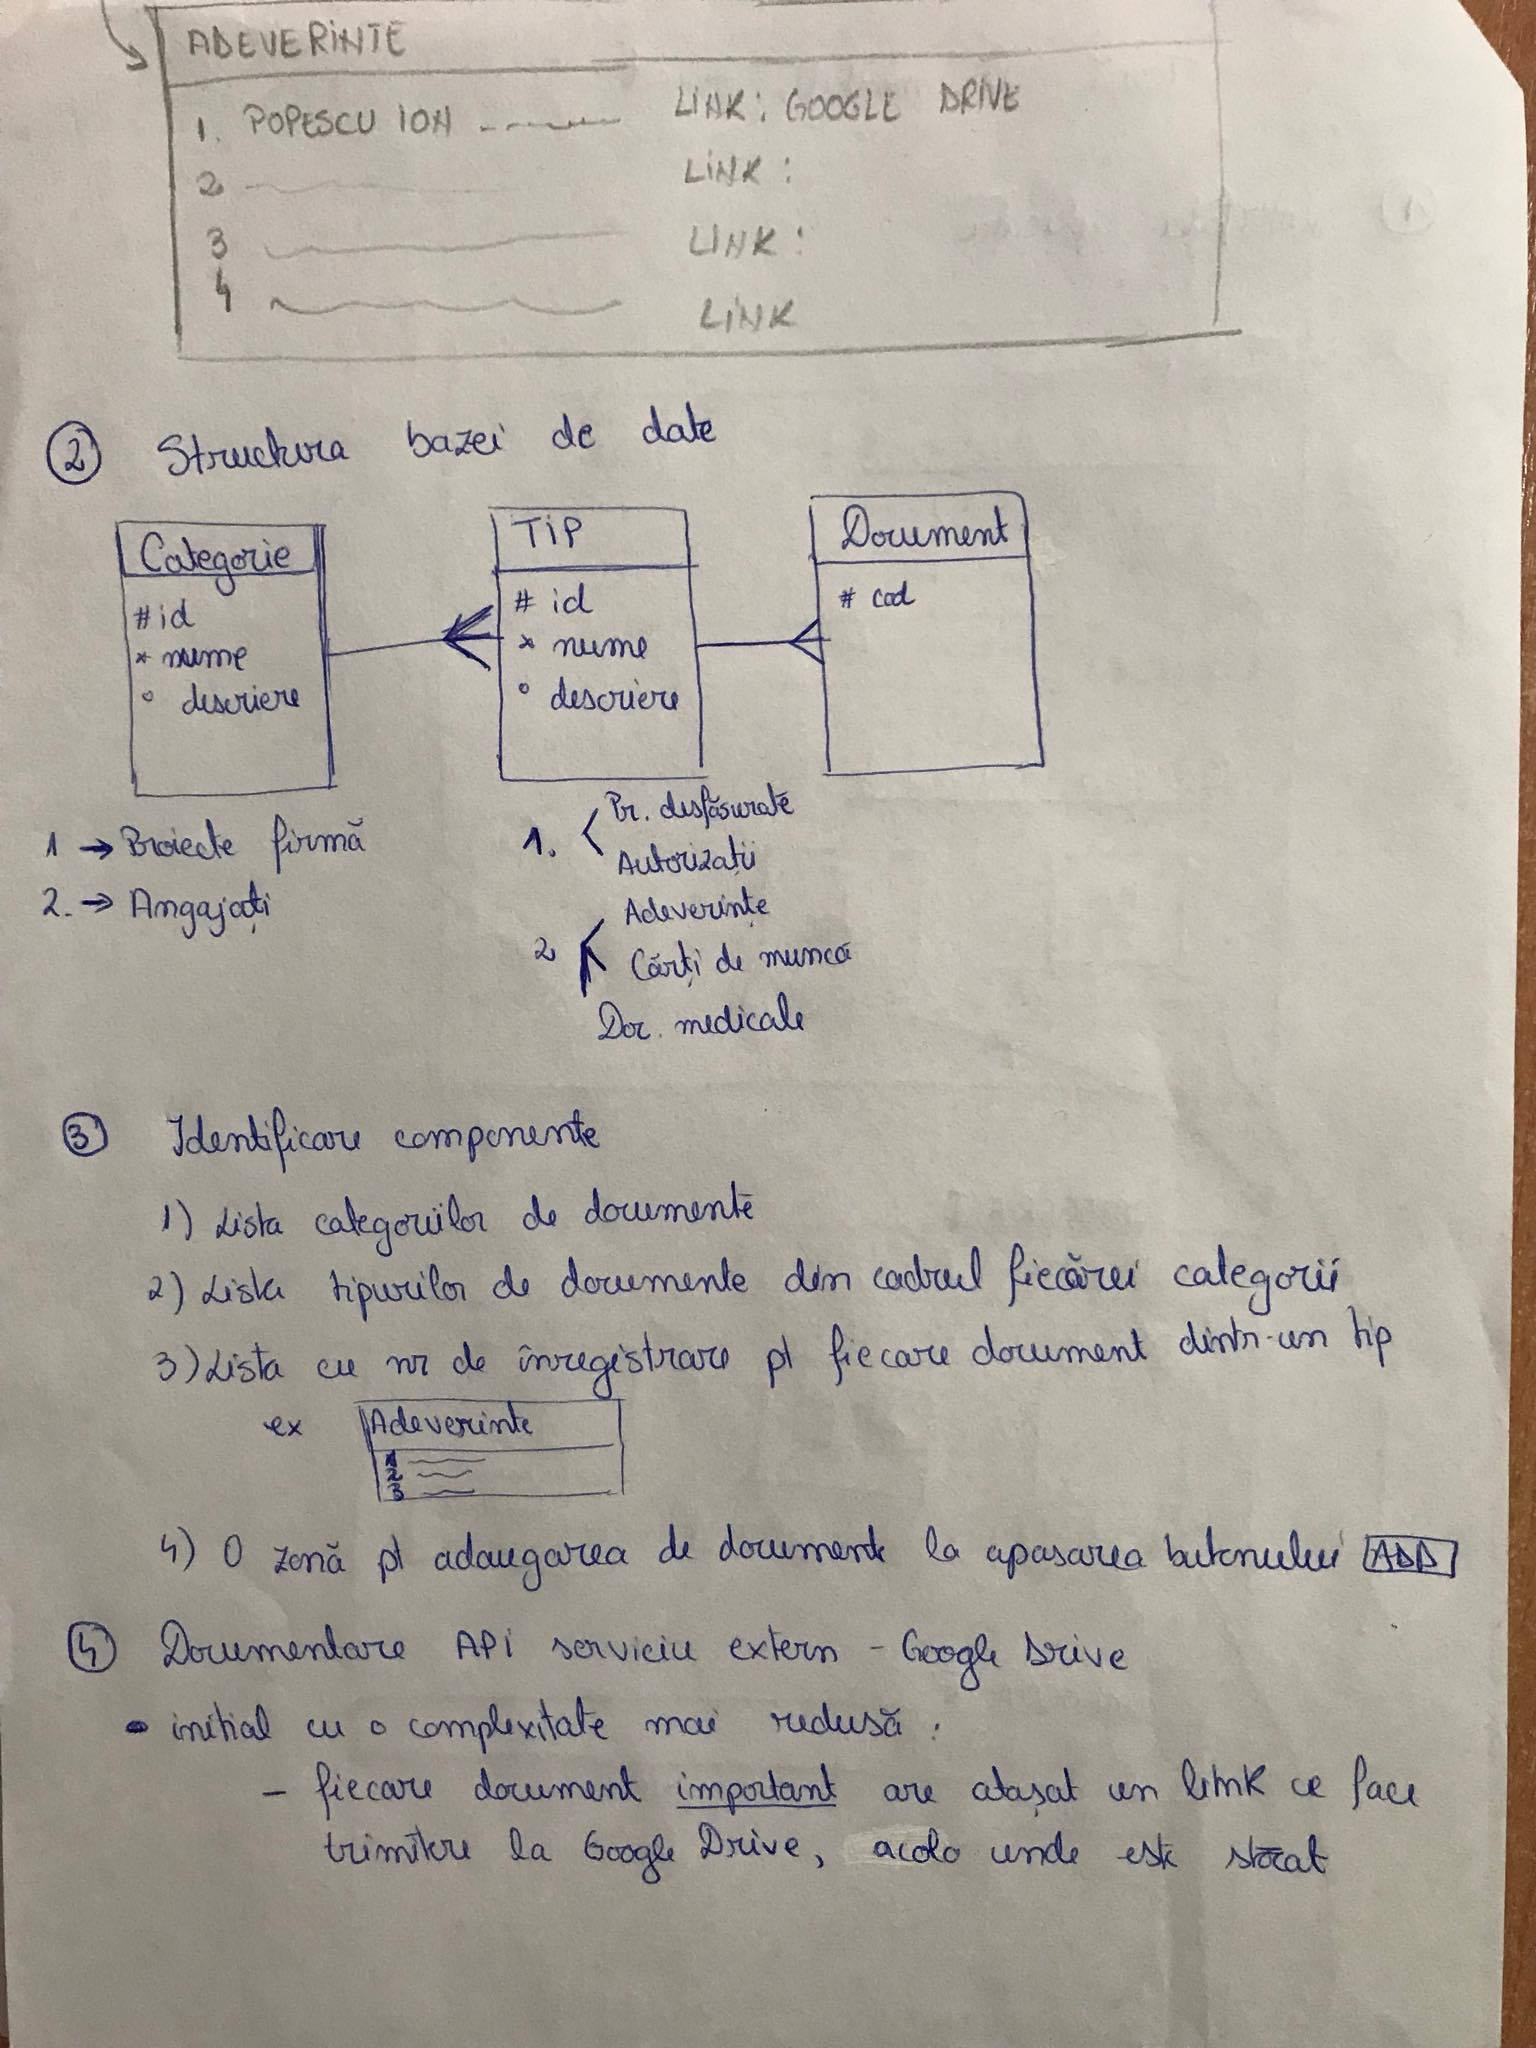 ADEVERINTE
1. POPESCU ION LINK: GOOGLE DRIVE
2 LINK:
3 LINK:
4 LINK
2 Structura bazei de date
Categorie
# id
* nume
° descriere
TIP
# id
* nume
° descriere
Document
# cod
1 → Proiecte firmă
2. → Angajați
1. < Pr. desfăsurate
Autorizații
2 Adeverințe
Cărți de muncă
Doc. medicale
3 Identificare componente
1) Lista categoriilor de documente
2) Lista tipurilor de documente din cadrul fiecărei categorii
3) Lista cu nr de înregistrare pt fiecare document dintr-un tip
ex Adeverinte
1
2
3
4) O zonă pt adaugarea de documente la apasarea butonului ADD
4 Documentare API serviciu extern - Google Drive
• initial cu o complexitate mai redusă:
- fiecare document important are atașat un link ce face
trimitere la Google Drive, acolo unde este stocat